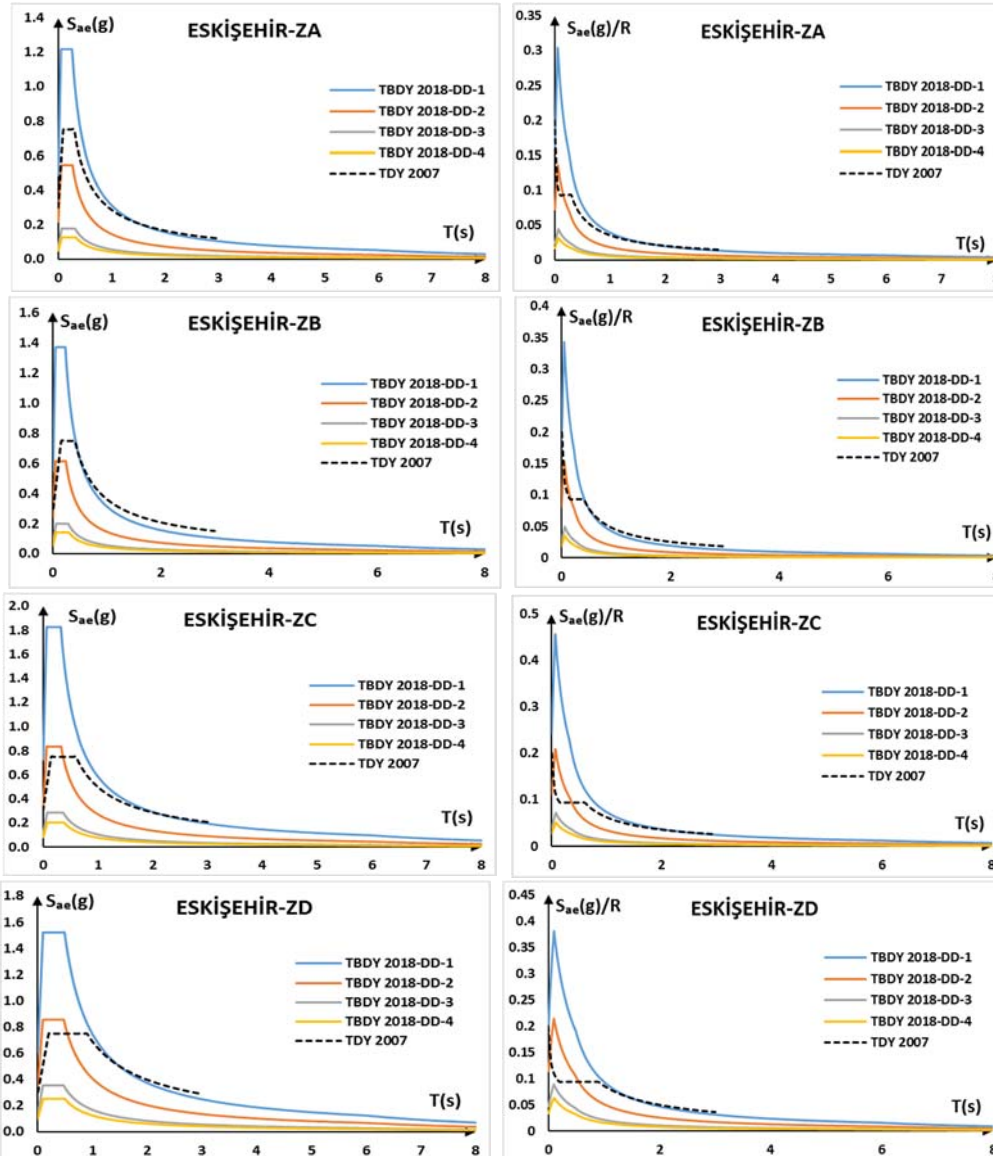 Sae(g) ESKİŞEHİR-ZA
1.4
1.2
1.0
0.8
0.6
0.4
0.2
0.0
TBDY 2018-DD-1
TBDY 2018-DD-2
TBDY 2018-DD-3
TBDY 2018-DD-4
TDY 2007
T(s)
0 1 2 3 4 5 6 7 8
Sae(g)/R ESKİŞEHİR-ZA
0.35
0.3
0.25
0.2
0.15
0.1
0.05
0
TBDY 2018-DD-1
TBDY 2018-DD-2
TBDY 2018-DD-3
TBDY 2018-DD-4
TDY 2007
T(s)
0 1 2 3 4 5 6 7
Sae(g) ESKİŞEHİR-ZB
1.6
1.4
1.2
1.0
0.8
0.6
0.4
0.2
0.0
TBDY 2018-DD-1
TBDY 2018-DD-2
TBDY 2018-DD-3
TBDY 2018-DD-4
TDY 2007
T(s)
0 2 4 6 8
Sae(g)/R ESKİŞEHİR-ZB
0.4
0.35
0.3
0.25
0.2
0.15
0.1
0.05
0
TBDY 2018-DD-1
TBDY 2018-DD-2
TBDY 2018-DD-3
TBDY 2018-DD-4
TDY 2007
T(s)
0 2 4 6 8
Sae(g) ESKİŞEHİR-ZC
2.0
1.8
1.6
1.4
1.2
1.0
0.8
0.6
0.4
0.2
0.0
TBDY 2018-DD-1
TBDY 2018-DD-2
TBDY 2018-DD-3
TBDY 2018-DD-4
TDY 2007
T(s)
0 1 2 3 4 5 6 7 8
Sae(g)/R ESKİŞEHİR-ZC
0.5
0.4
0.3
0.2
0.1
0
TBDY 2018-DD-1
TBDY 2018-DD-2
TBDY 2018-DD-3
TBDY 2018-DD-4
TDY 2007
T(s)
0 2 4 6 8
Sae(g) ESKİŞEHİR-ZD
1.8
1.6
1.4
1.2
1.0
0.8
0.6
0.4
0.2
0.0
TBDY 2018-DD-1
TBDY 2018-DD-2
TBDY 2018-DD-3
TBDY 2018-DD-4
TDY 2007
T(s)
0 1 2 3 4 5 6 7 8
Sae(g)/R ESKİŞEHİR-ZD
0.45
0.4
0.35
0.3
0.25
0.2
0.15
0.1
0.05
0
TBDY 2018-DD-1
TBDY 2018-DD-2
TBDY 2018-DD-3
TBDY 2018-DD-4
TDY 2007
T(s)
0 2 4 6 8